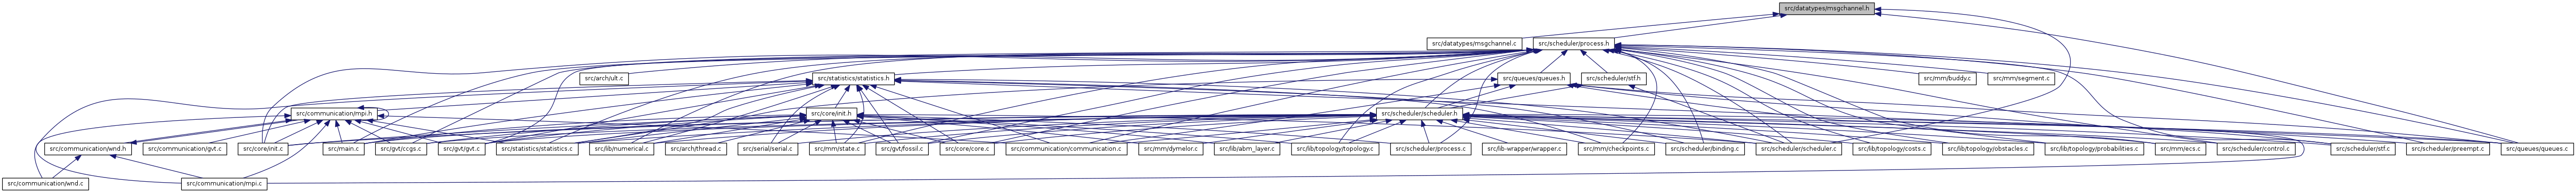 src/datatypes/msgchannel.h
src/datatypes/msgchannel.c
src/scheduler/process.h
src/arch/ult.c
src/statistics/statistics.h
src/queues/queues.h
src/scheduler/stf.h
src/mm/buddy.c
src/mm/segment.c
src/communication/mpi.h
src/core/init.h
src/scheduler/scheduler.h
src/communication/wnd.h
src/communication/gvt.c
src/core/init.c
src/main.c
src/gvt/ccgs.c
src/gvt/gvt.c
src/statistics/statistics.c
src/lib/numerical.c
src/arch/thread.c
src/serial/serial.c
src/mm/state.c
src/gvt/fossil.c
src/core/core.c
src/communication/communication.c
src/mm/dymelor.c
src/lib/abm_layer.c
src/lib/topology/topology.c
src/scheduler/process.c
src/lib-wrapper/wrapper.c
src/mm/checkpoints.c
src/scheduler/binding.c
src/scheduler/scheduler.c
src/lib/topology/costs.c
src/lib/topology/obstacles.c
src/lib/topology/probabilities.c
src/mm/ecs.c
src/scheduler/control.c
src/scheduler/stf.c
src/scheduler/preempt.c
src/queues/queues.c
src/communication/wnd.c
src/communication/mpi.c